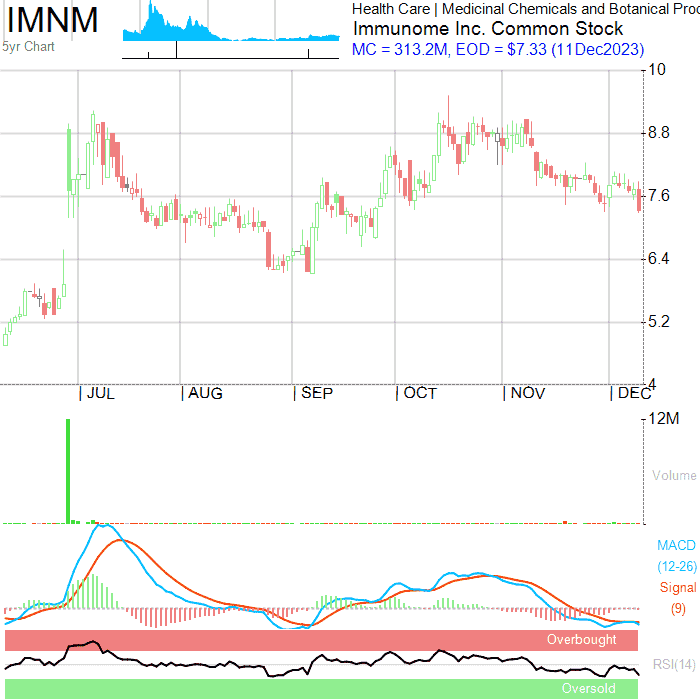 IMNM
5yr Chart
Health Care | Medicinal Chemicals and Botanical Proc
Immunome Inc. Common Stock
MC = 313.2M, EOD = $7.33 (11Dec2023)
10
8.8
7.6
6.4
5.2
4
| JUL | AUG | SEP | OCT | NOV | DEC
12M
Volume
MACD
(12-26)
Signal
(9)
Overbought
RSI(14)
Oversold